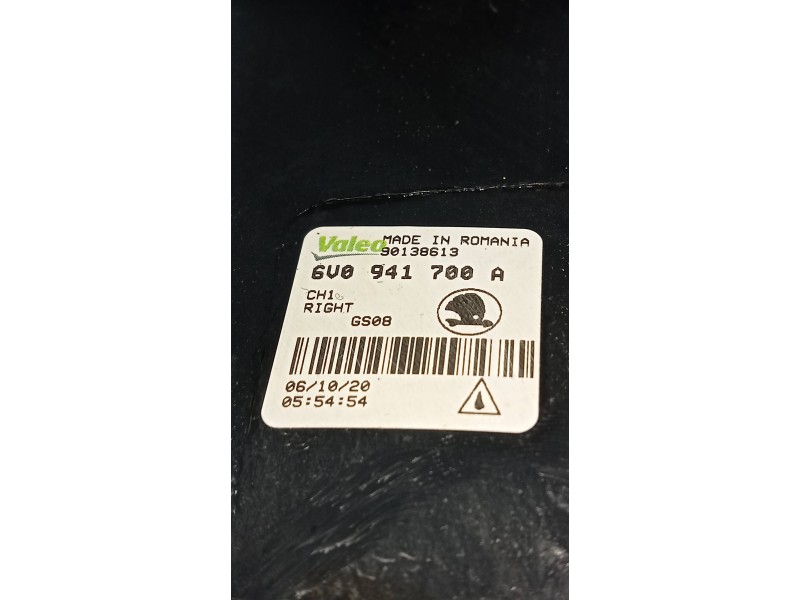 Valeo MADE IN ROMANIA
90138613
6V0 941 700 A
CH1
RIGHT
GS08
06/10/20
05:54:54